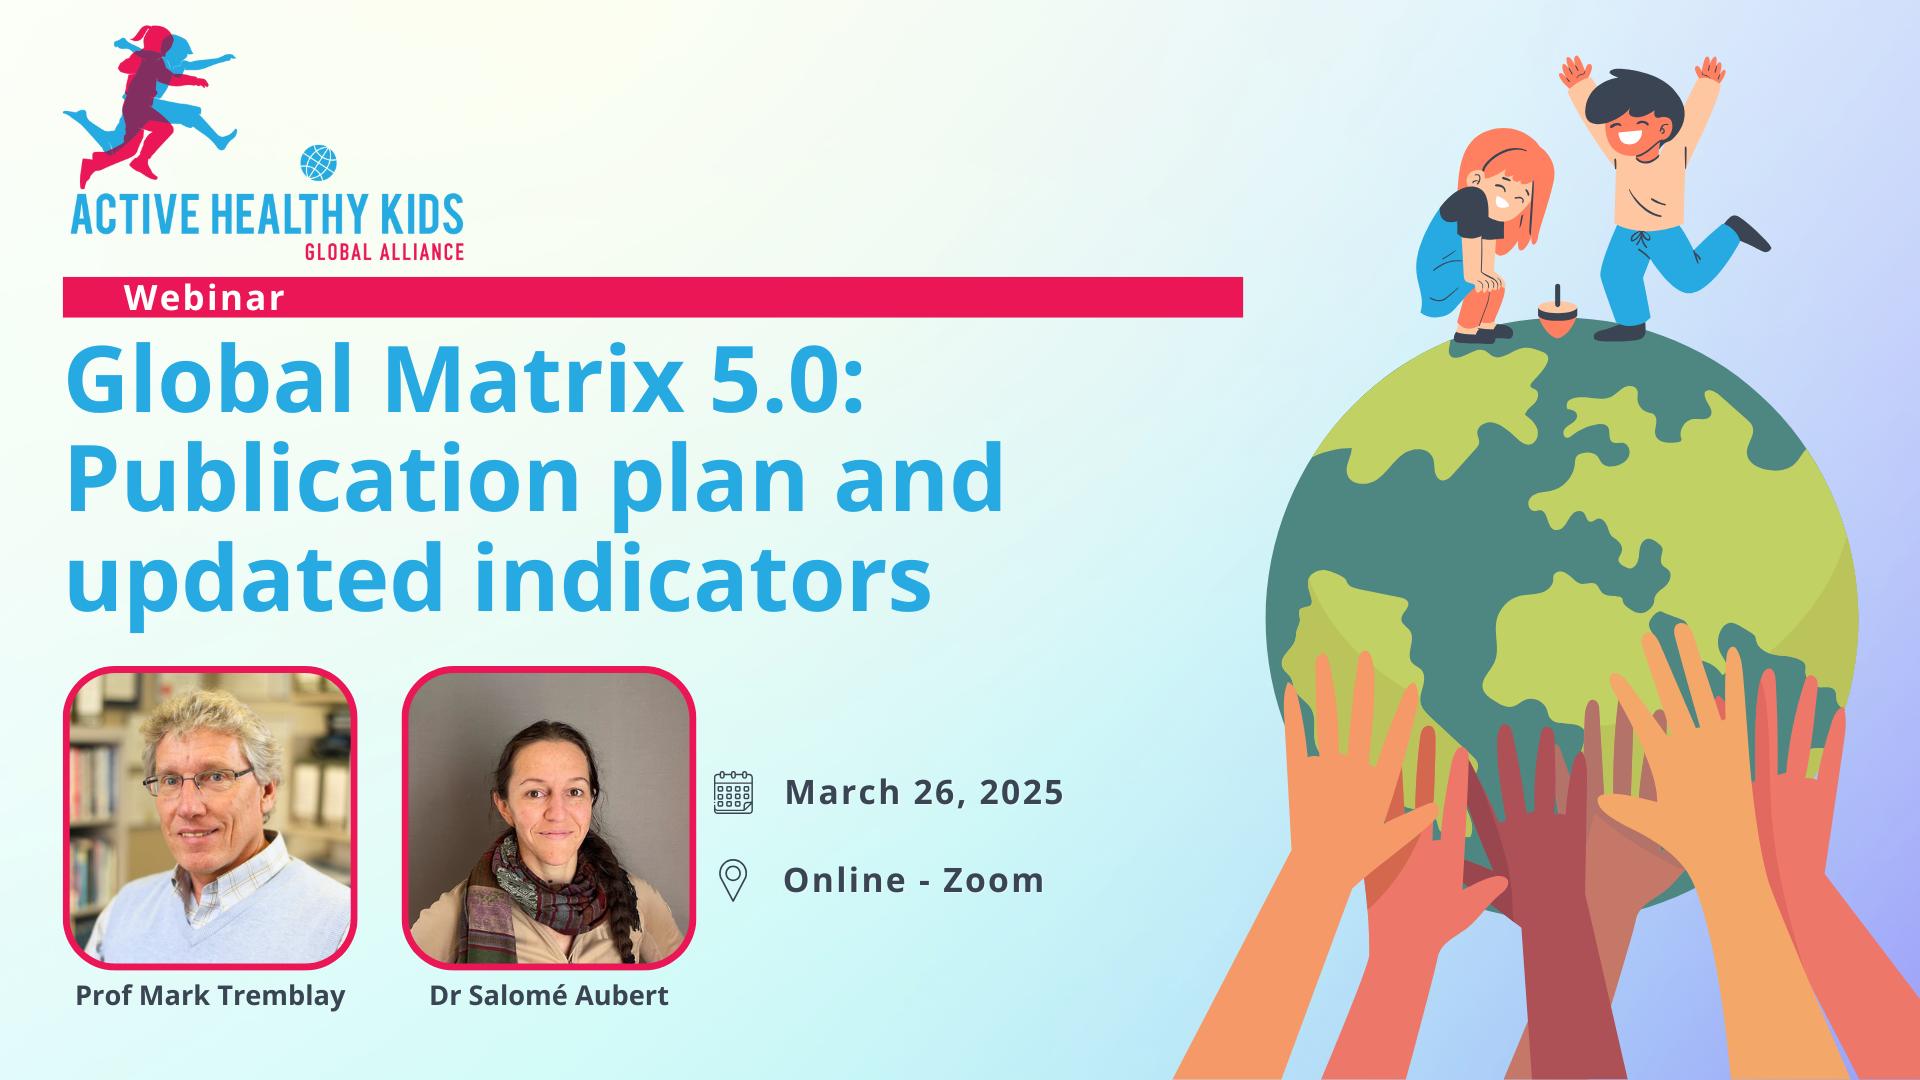 ACTIVE HEALTHY KIDS
GLOBAL ALLIANCE
Webinar
Global Matrix 5.0:
Publication plan and
updated indicators
March 26, 2025
Online - Zoom
Prof Mark Tremblay
Dr Salomé Aubert